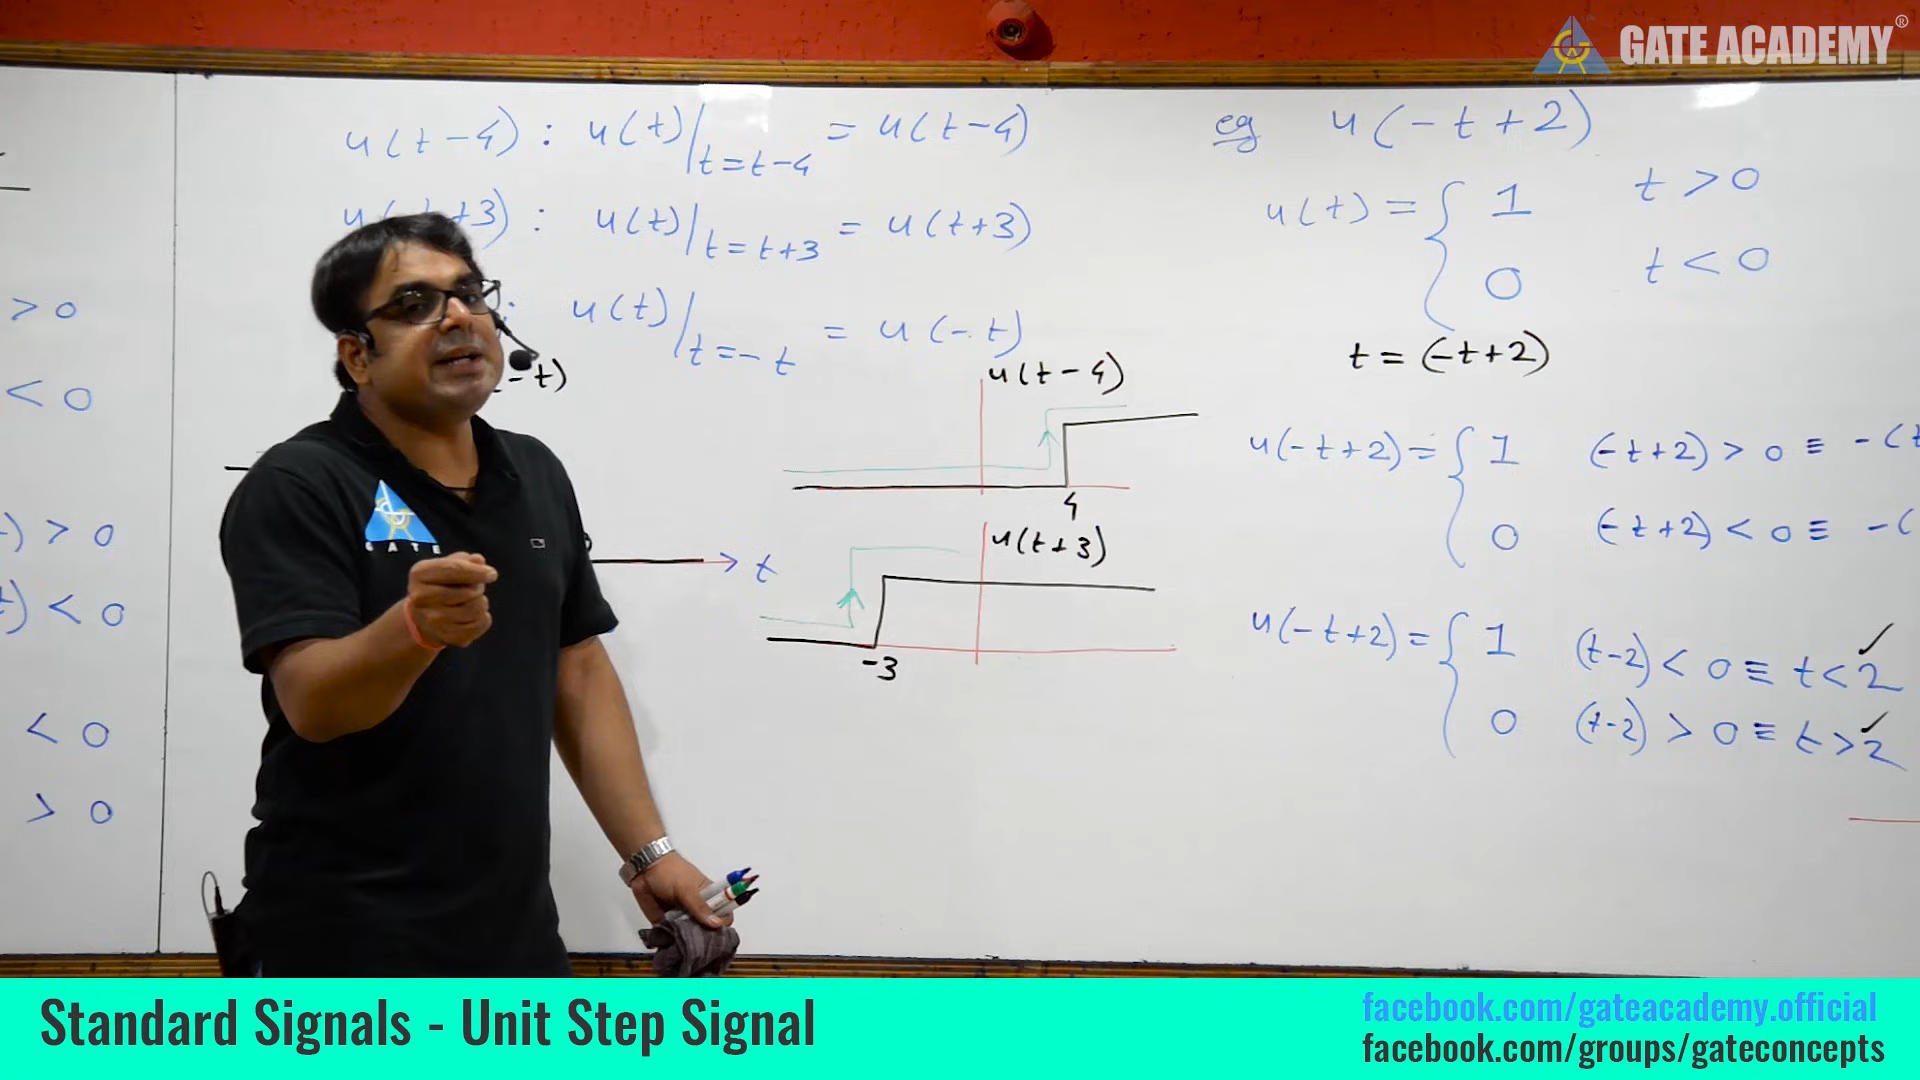 GATE ACADEMY®
u(t-4) : u(t)|t=t-4 = u(t-4)
+3) : u(t)|t=t+3 = u(t+3)
: u(t)|t=-t = u(-t)
-t)
u(t-4)
4
u(t+3)
-3
t
> 0
< 0
) > 0
) < 0
< 0
> 0
GATE
eg u(-t+2)
u(t) = { 1 t > 0
0 t < 0
t = (-t+2)
u(-t+2) = { 1 (-t+2) > 0 ≡ -(t
0 (-t+2) < 0 ≡ -(
u(-t+2) = { 1 (t-2) < 0 ≡ t < 2 ✓
0 (t-2) > 0 ≡ t > 2 ✓
Standard Signals - Unit Step Signal
facebook.com/gateacademy.official
facebook.com/groups/gateconcepts